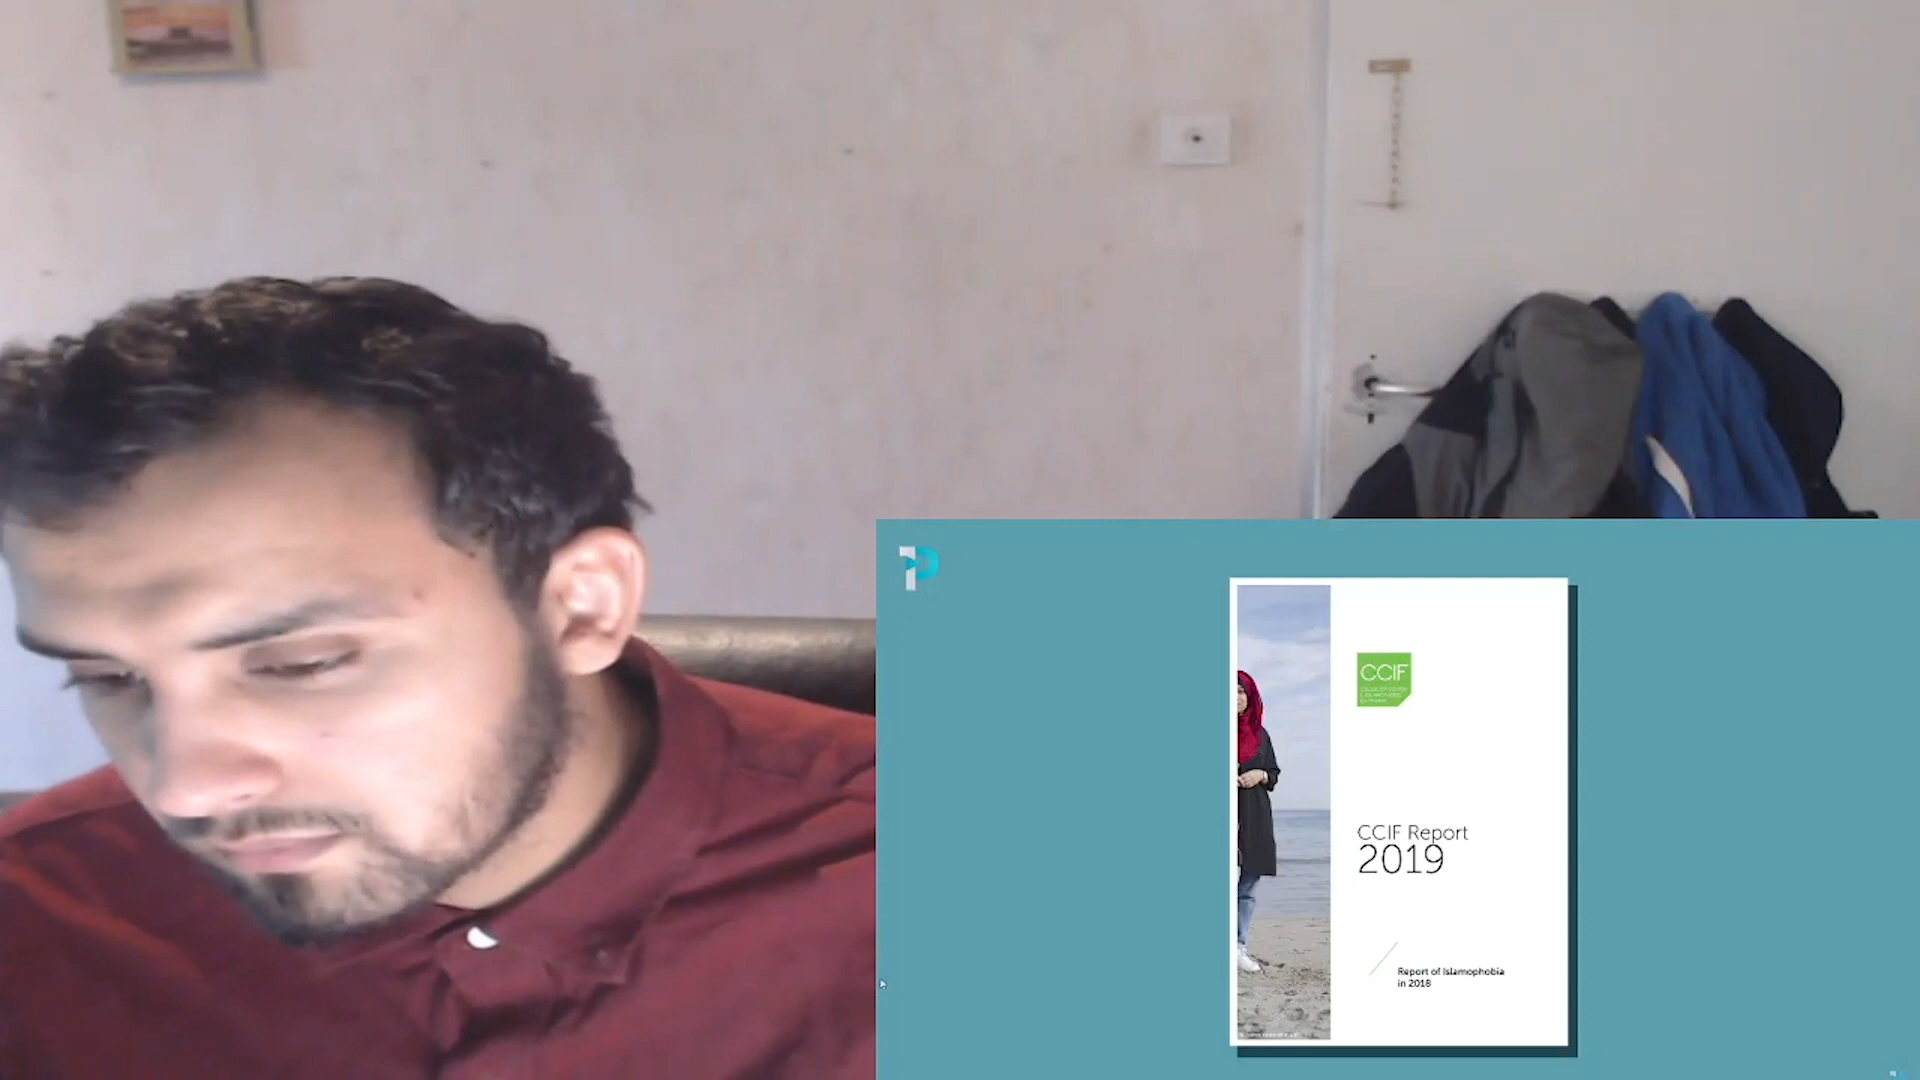 CCIF
CCIF Report
2019
Report of Islamophobia
in 2018